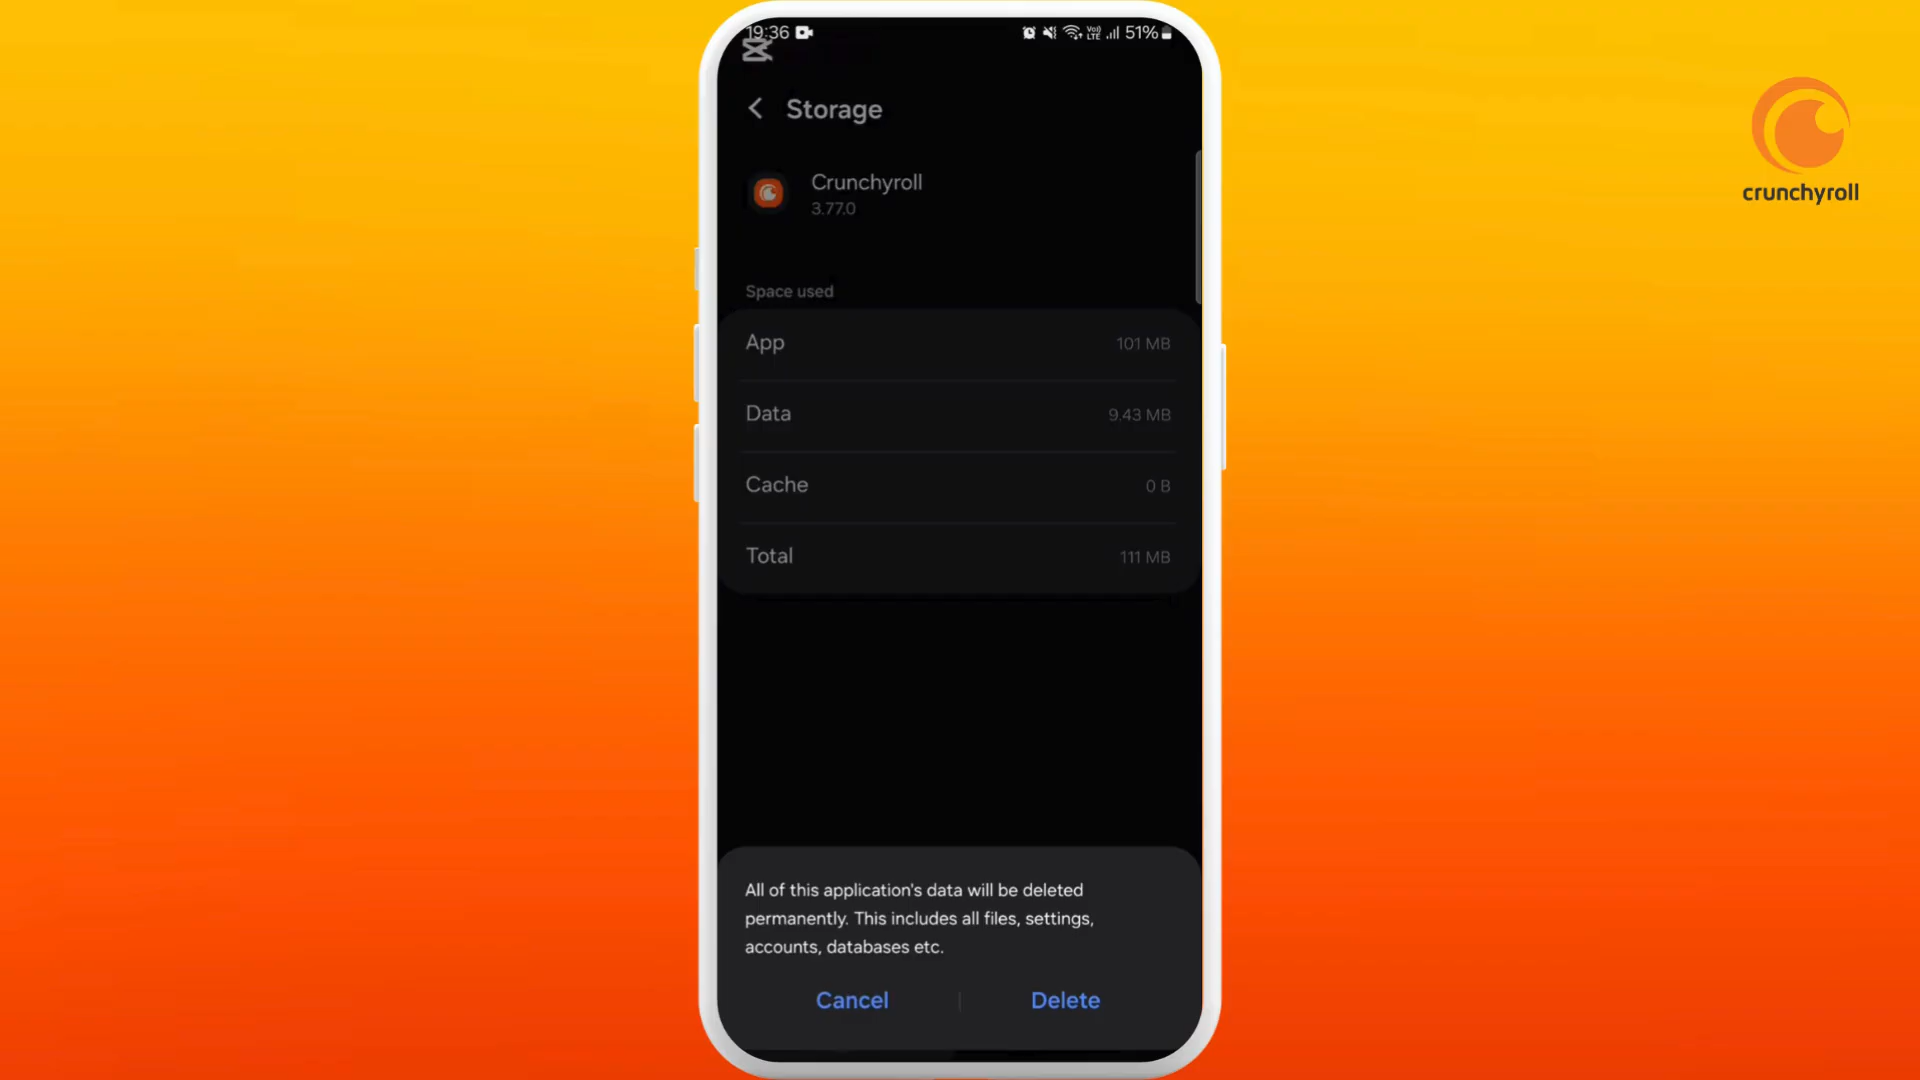 19:36
Vo)) LTE 51%
Storage
Crunchyroll
3.77.0
Space used
App 101 MB
Data 9.43 MB
Cache 0 B
Total 111 MB
All of this application's data will be deleted
permanently. This includes all files, settings,
accounts, databases etc.
Cancel Delete
crunchyroll